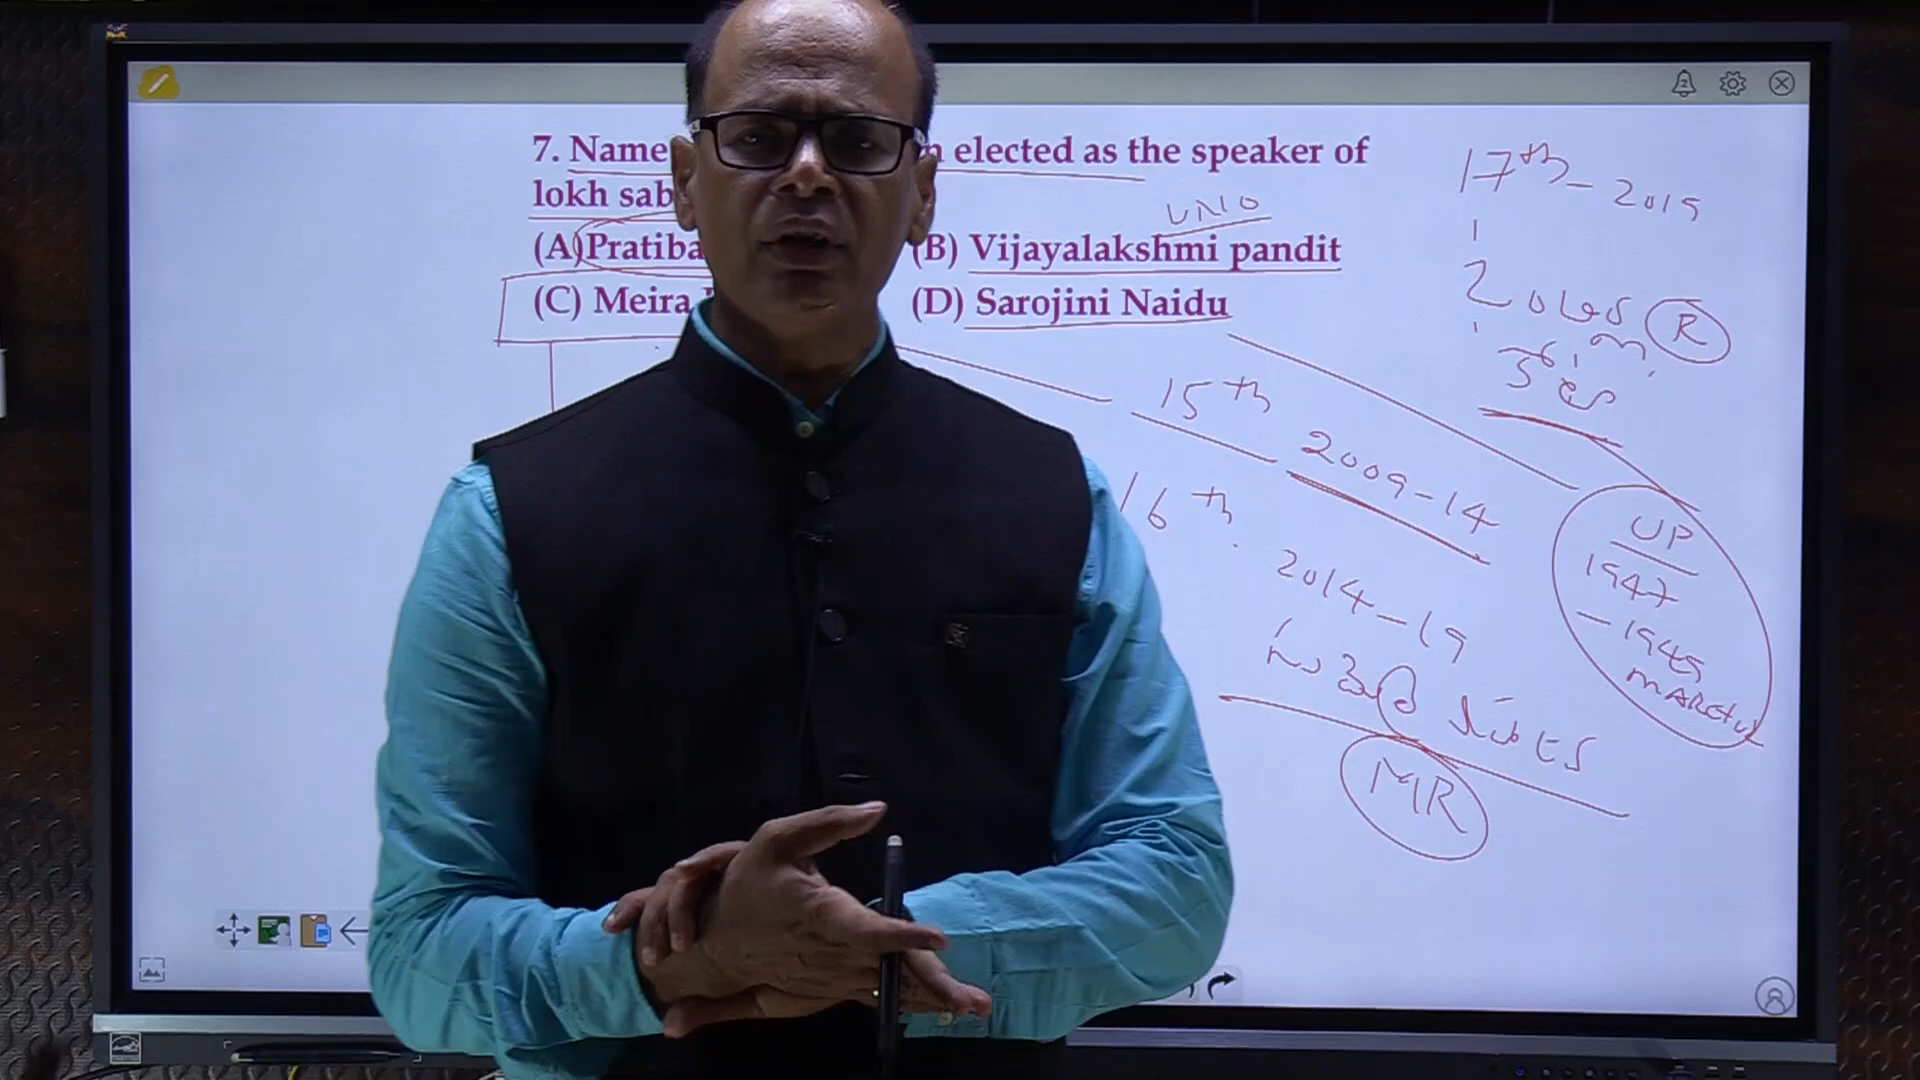 7. Name n elected as the speaker of
lokh sab
UNO
(A) Pratiba (B) Vijayalakshmi pandit
(C) Meira (D) Sarojini Naidu
17th - 2019
R
15th 2009-14
16th
2014-19
MR
UP
1947
- 1949
MARCH